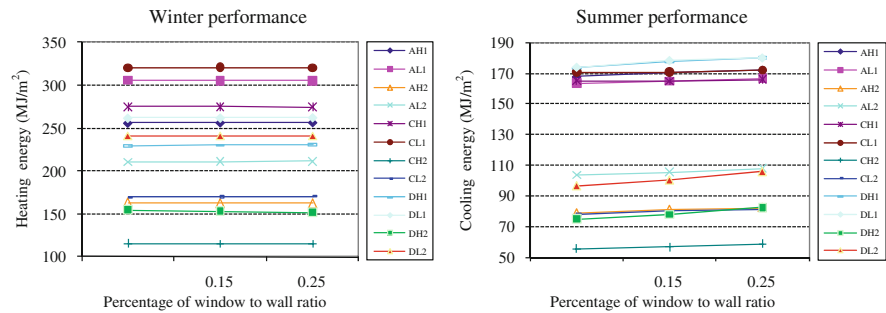 Winter performance
Heating energy (MJ/m²)
350
300
250
200
150
100
0.15
0.25
Percentage of window to wall ratio
AH1
AL1
AH2
AL2
CH1
CL1
CH2
CL2
DH1
DL1
DH2
DL2
Summer performance
Cooling energy (MJ/m²)
190
170
150
130
110
90
70
50
0.15
0.25
Percentage of window to wall ratio
AH1
AL1
AH2
AL2
CH1
CL1
CH2
CL2
DH1
DL1
DH2
DL2